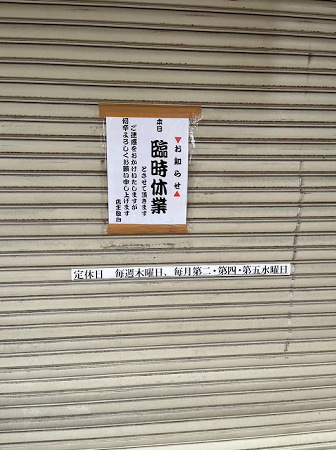 ▼お知らせ▲
本日
臨時休業
とさせて頂きます
ご迷惑をおかけいたしますが
何卒よろしくお願い申し上げます
店主敬白
定休日　毎週木曜日、毎月第二・第四・第五水曜日